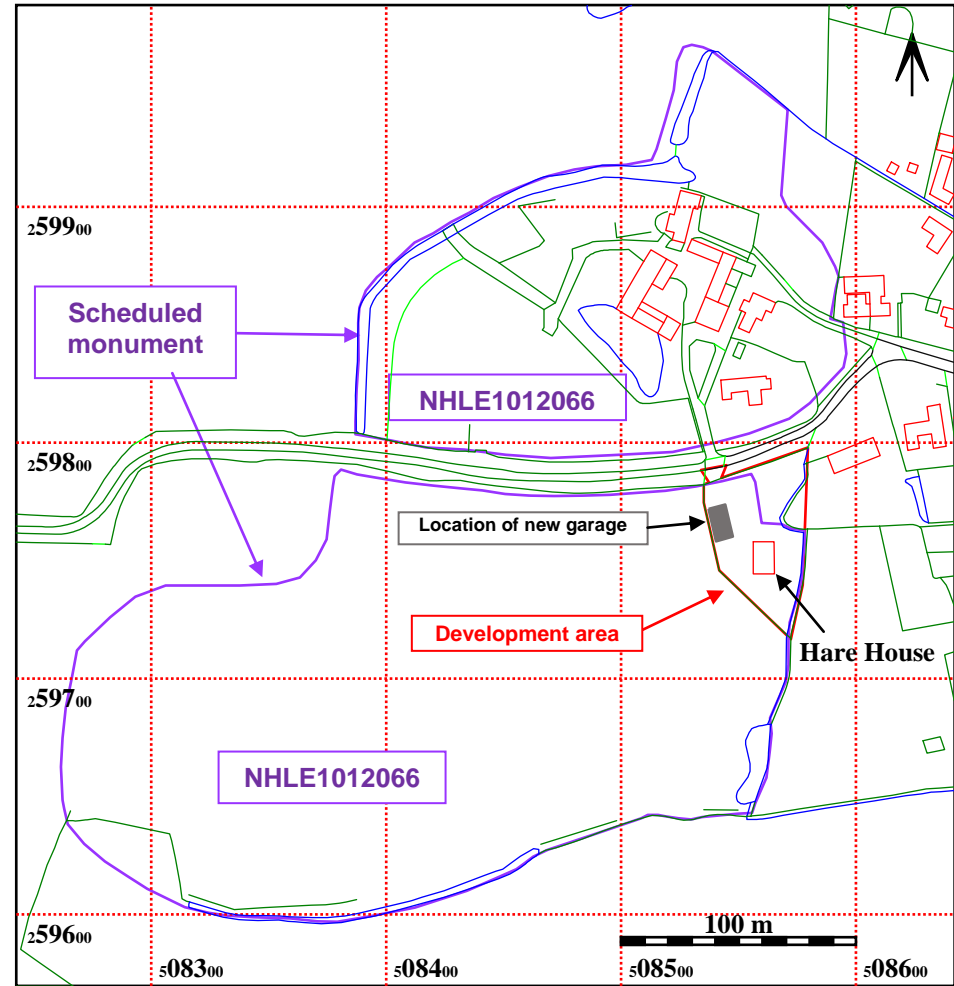 259900
Scheduled
monument
NHLE1012066
259800
Location of new garage
Development area
Hare House
259700
NHLE1012066
259600
100 m
508300
508400
508500
508600